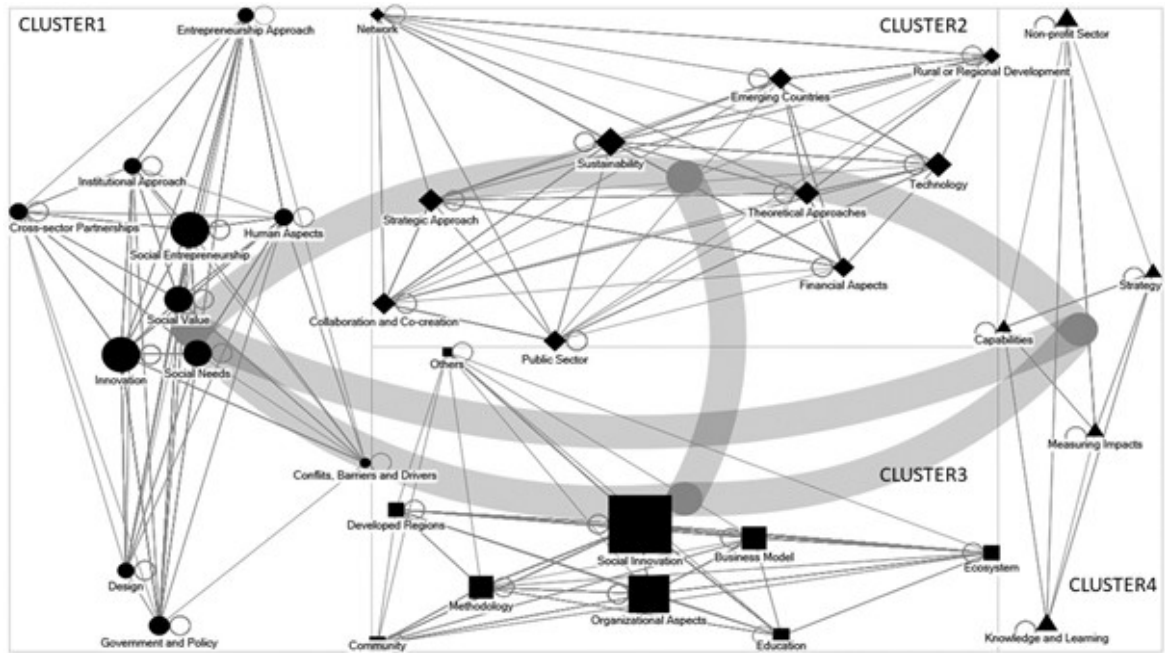 CLUSTER1
Entrepreneurship Approach
Institutional Approach
Cross-sector Partnerships
Human Aspects
Social Entrepreneurship
Social Value
Innovation
Social Needs
Conflits, Barriers and Drivers
Design
Government and Policy
CLUSTER2
Network
Rural or Regional Development
Emerging Countries
Sustainability
Technology
Strategic Approach
Theoretical Approaches
Financial Aspects
Collaboration and Co-creation
Public Sector
CLUSTER3
Others
Developed Regions
Social Innovation
Business Model
Ecosystem
Methodology
Organizational Aspects
Community
Education
Non-profit Sector
Strategy
Capabilities
Measuring Impacts
CLUSTER4
Knowledge and Learning